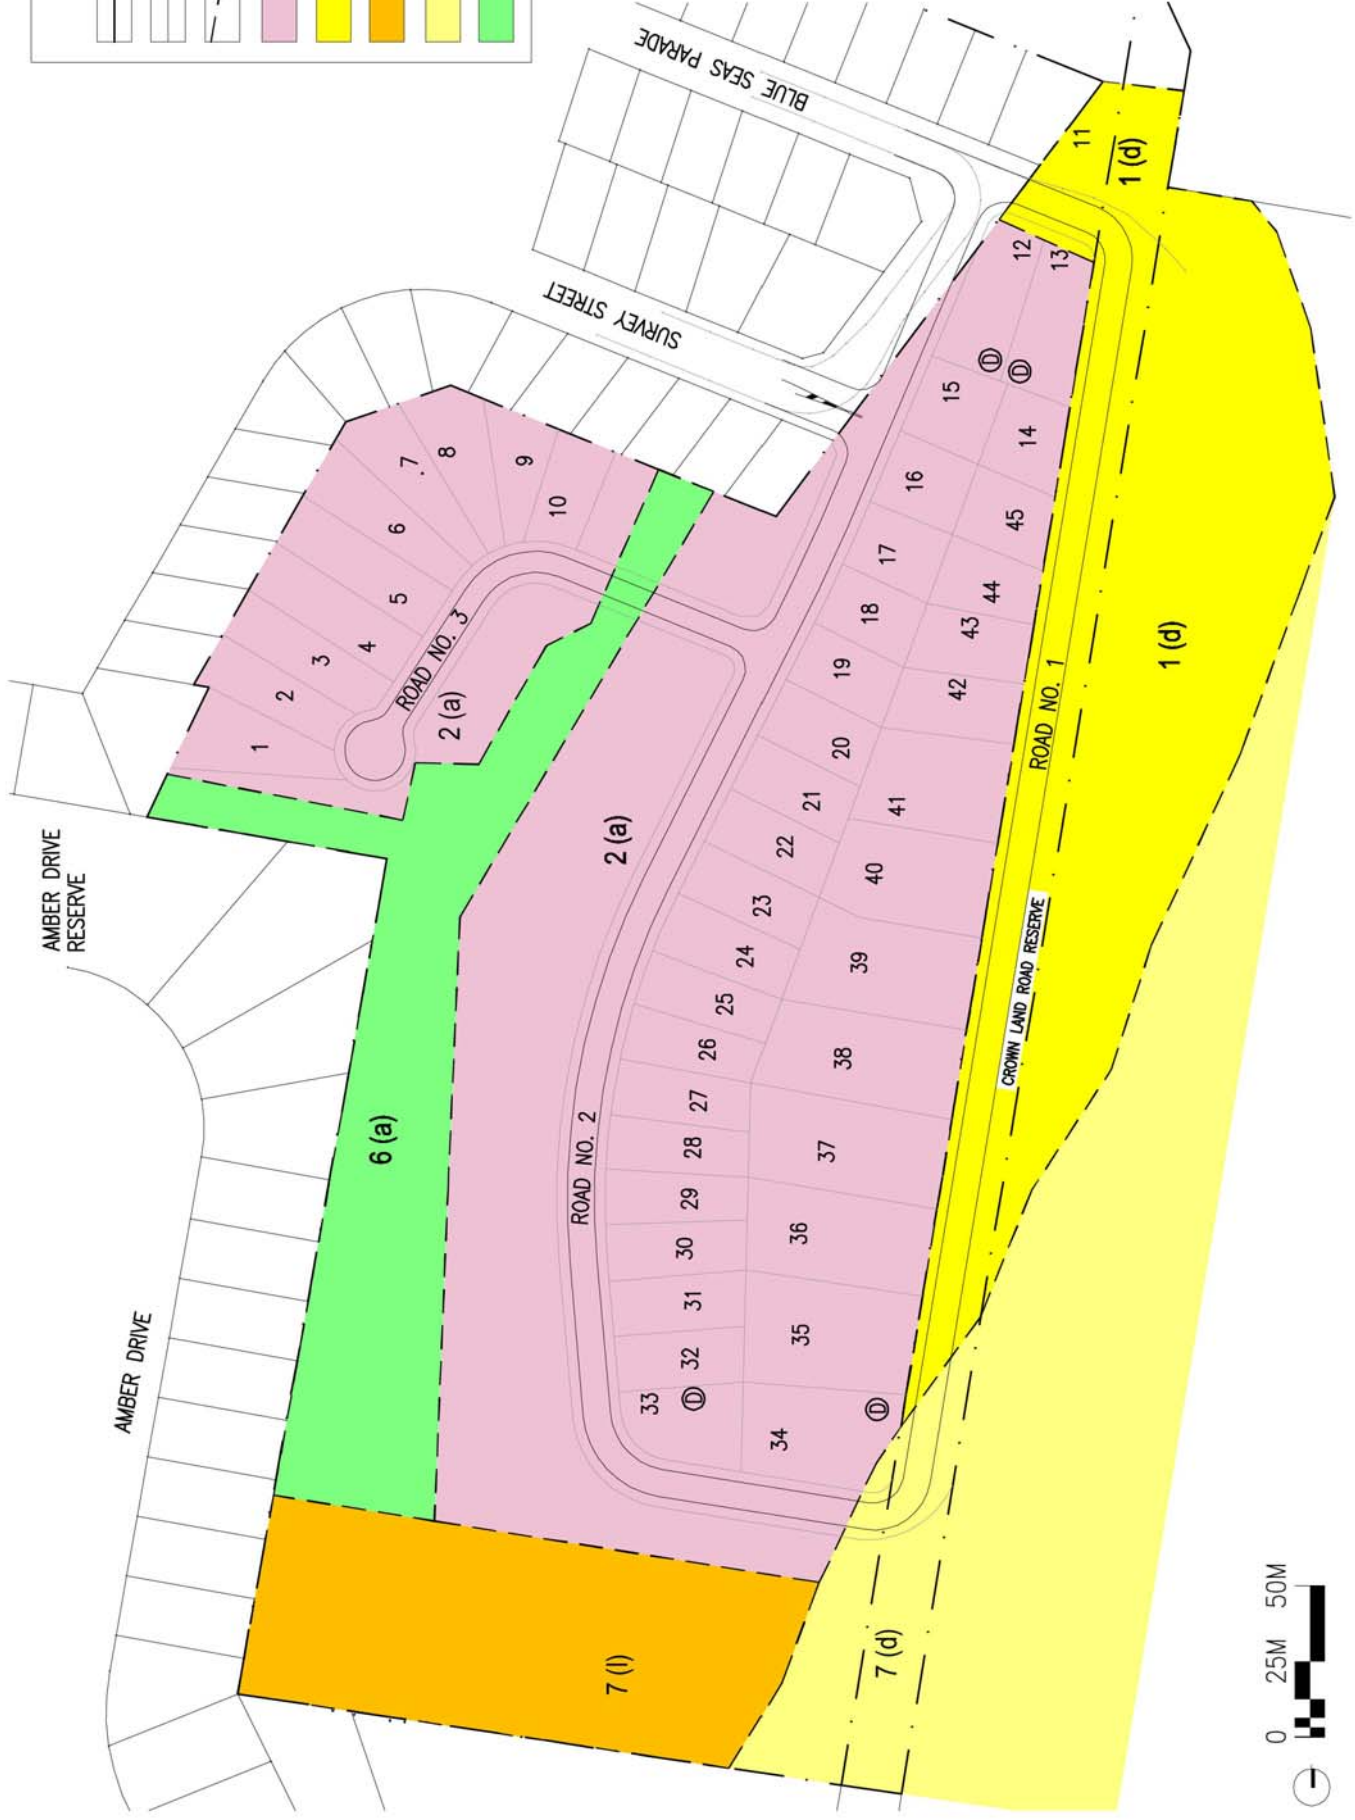 BLUE SEAS PARADE
SURVEY STREET
11
1 (d)
12
13
D
D
15
14
7
8
9
10
6
5
4
3
2
1
ROAD NO. 3
2 (a)
16
45
17
44
18
43
19
42
20
21
41
22
40
23
39
24
25
38
26
27
37
28
29
36
30
31
35
32
33
D
34
D
2 (a)
ROAD NO. 1
1 (d)
CROWN LAND ROAD RESERVE
AMBER DRIVE
RESERVE
6 (a)
ROAD NO. 2
AMBER DRIVE
7 (l)
7 (d)
0 25M 50M